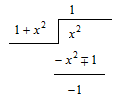 1
1 + x² x²
− x² ∓ 1
−1